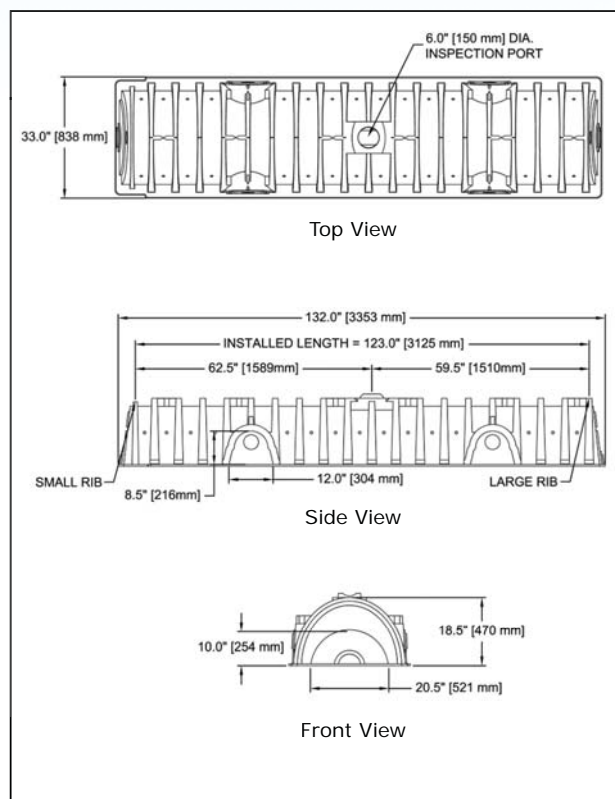 6.0" [150 mm] DIA.
INSPECTION PORT
33.0" [838 mm]
Top View
132.0" [3353 mm]
INSTALLED LENGTH = 123.0" [3125 mm]
62.5" [1589mm]
59.5" [1510mm]
SMALL RIB
8.5" [216mm]
12.0" [304 mm]
LARGE RIB
Side View
10.0" [254 mm]
18.5" [470 mm]
20.5" [521 mm]
Front View